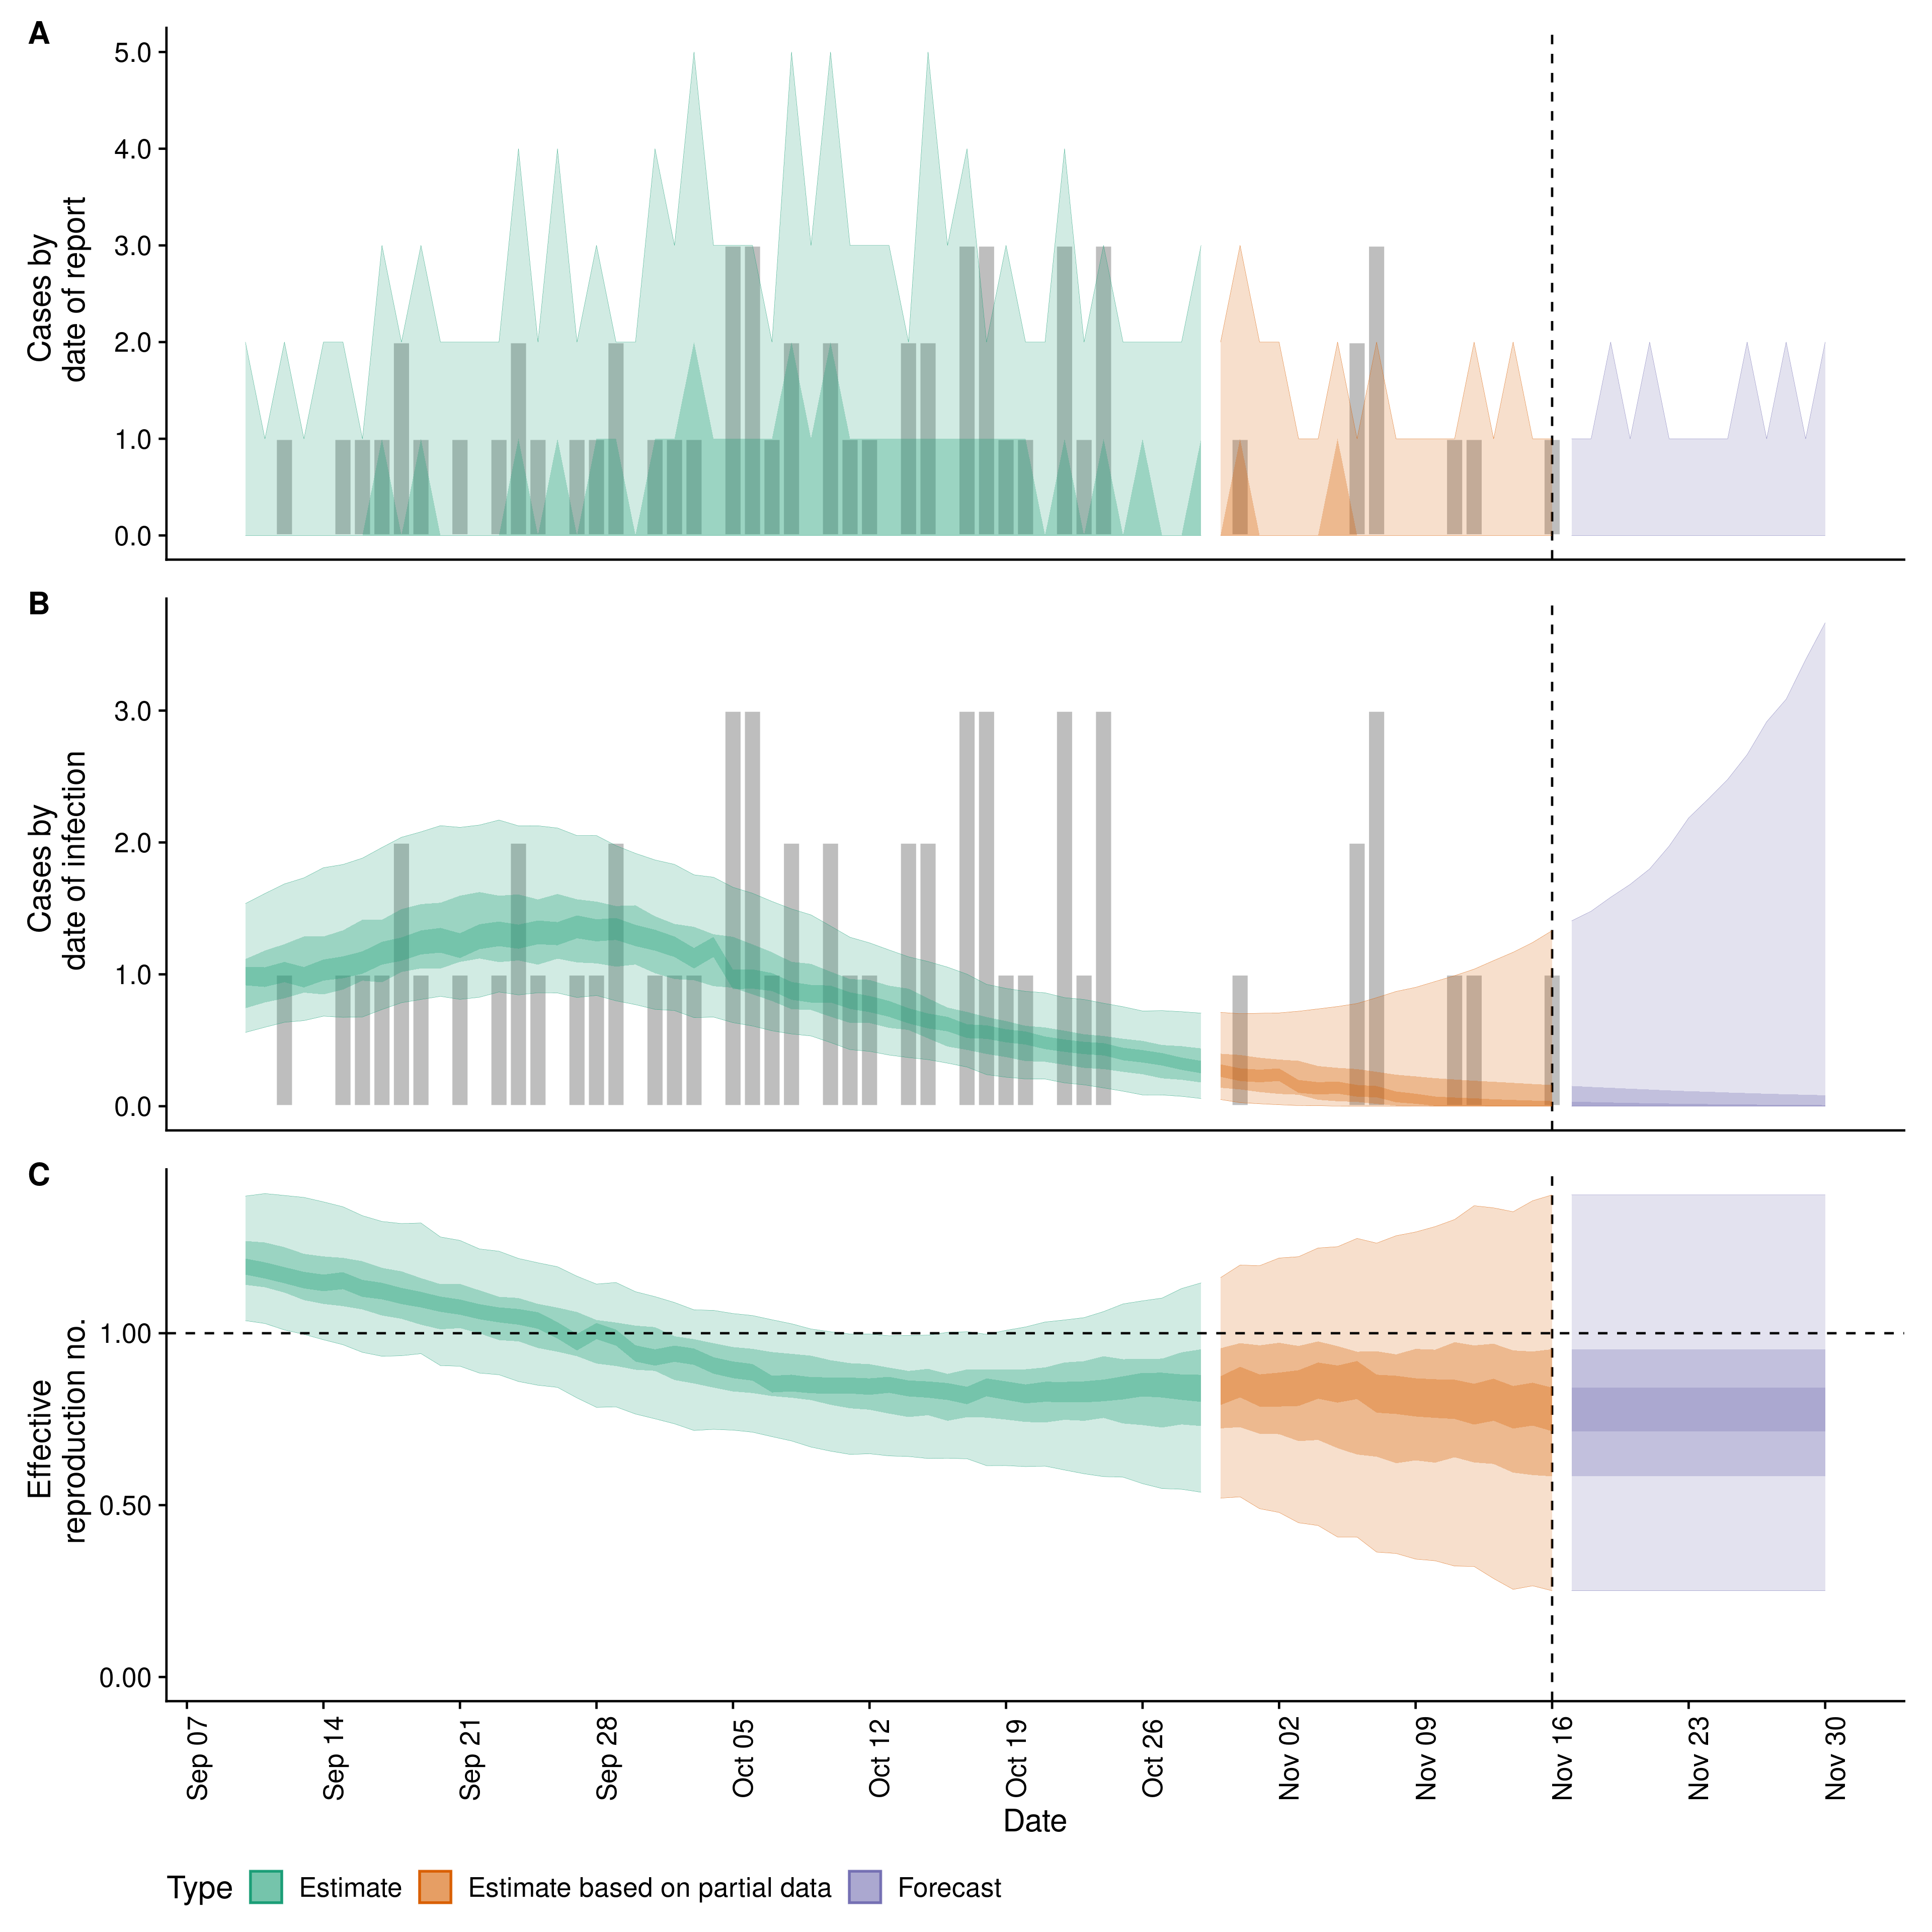 A
Cases by
date of report
5.0
4.0
3.0
2.0
1.0
0.0
B
Cases by
date of infection
3.0
2.0
1.0
0.0
C
Effective
reproduction no.
1.00
0.50
0.00
Sep 07
Sep 14
Sep 21
Sep 28
Oct 05
Oct 12
Oct 19
Oct 26
Nov 02
Nov 09
Nov 16
Nov 23
Nov 30
Date
Type Estimate Estimate based on partial data Forecast